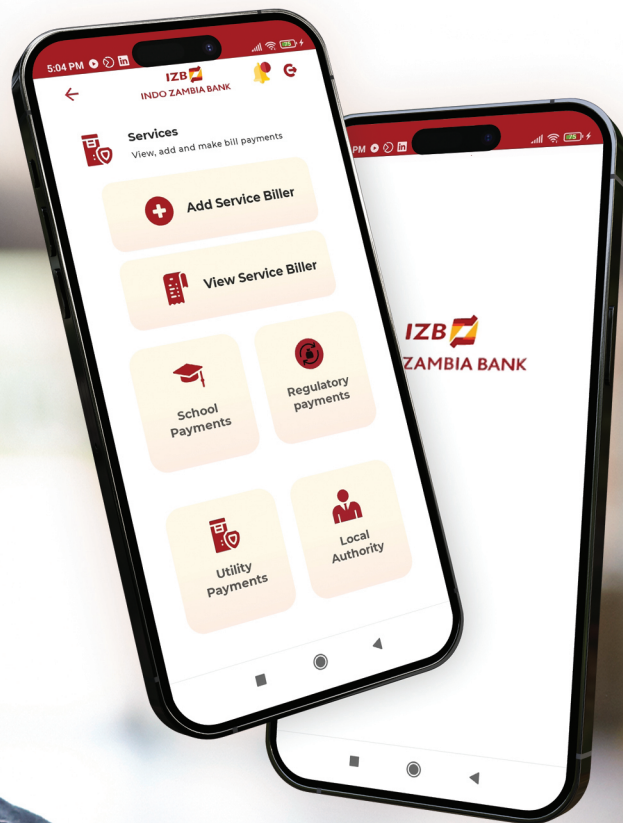 5:04 PM
IZB
INDO ZAMBIA BANK
Services
View, add and make bill payments
Add Service Biller
View Service Biller
School
Payments
Regulatory
payments
Utility
Payments
Local
Authority
PM
IZB
ZAMBIA BANK